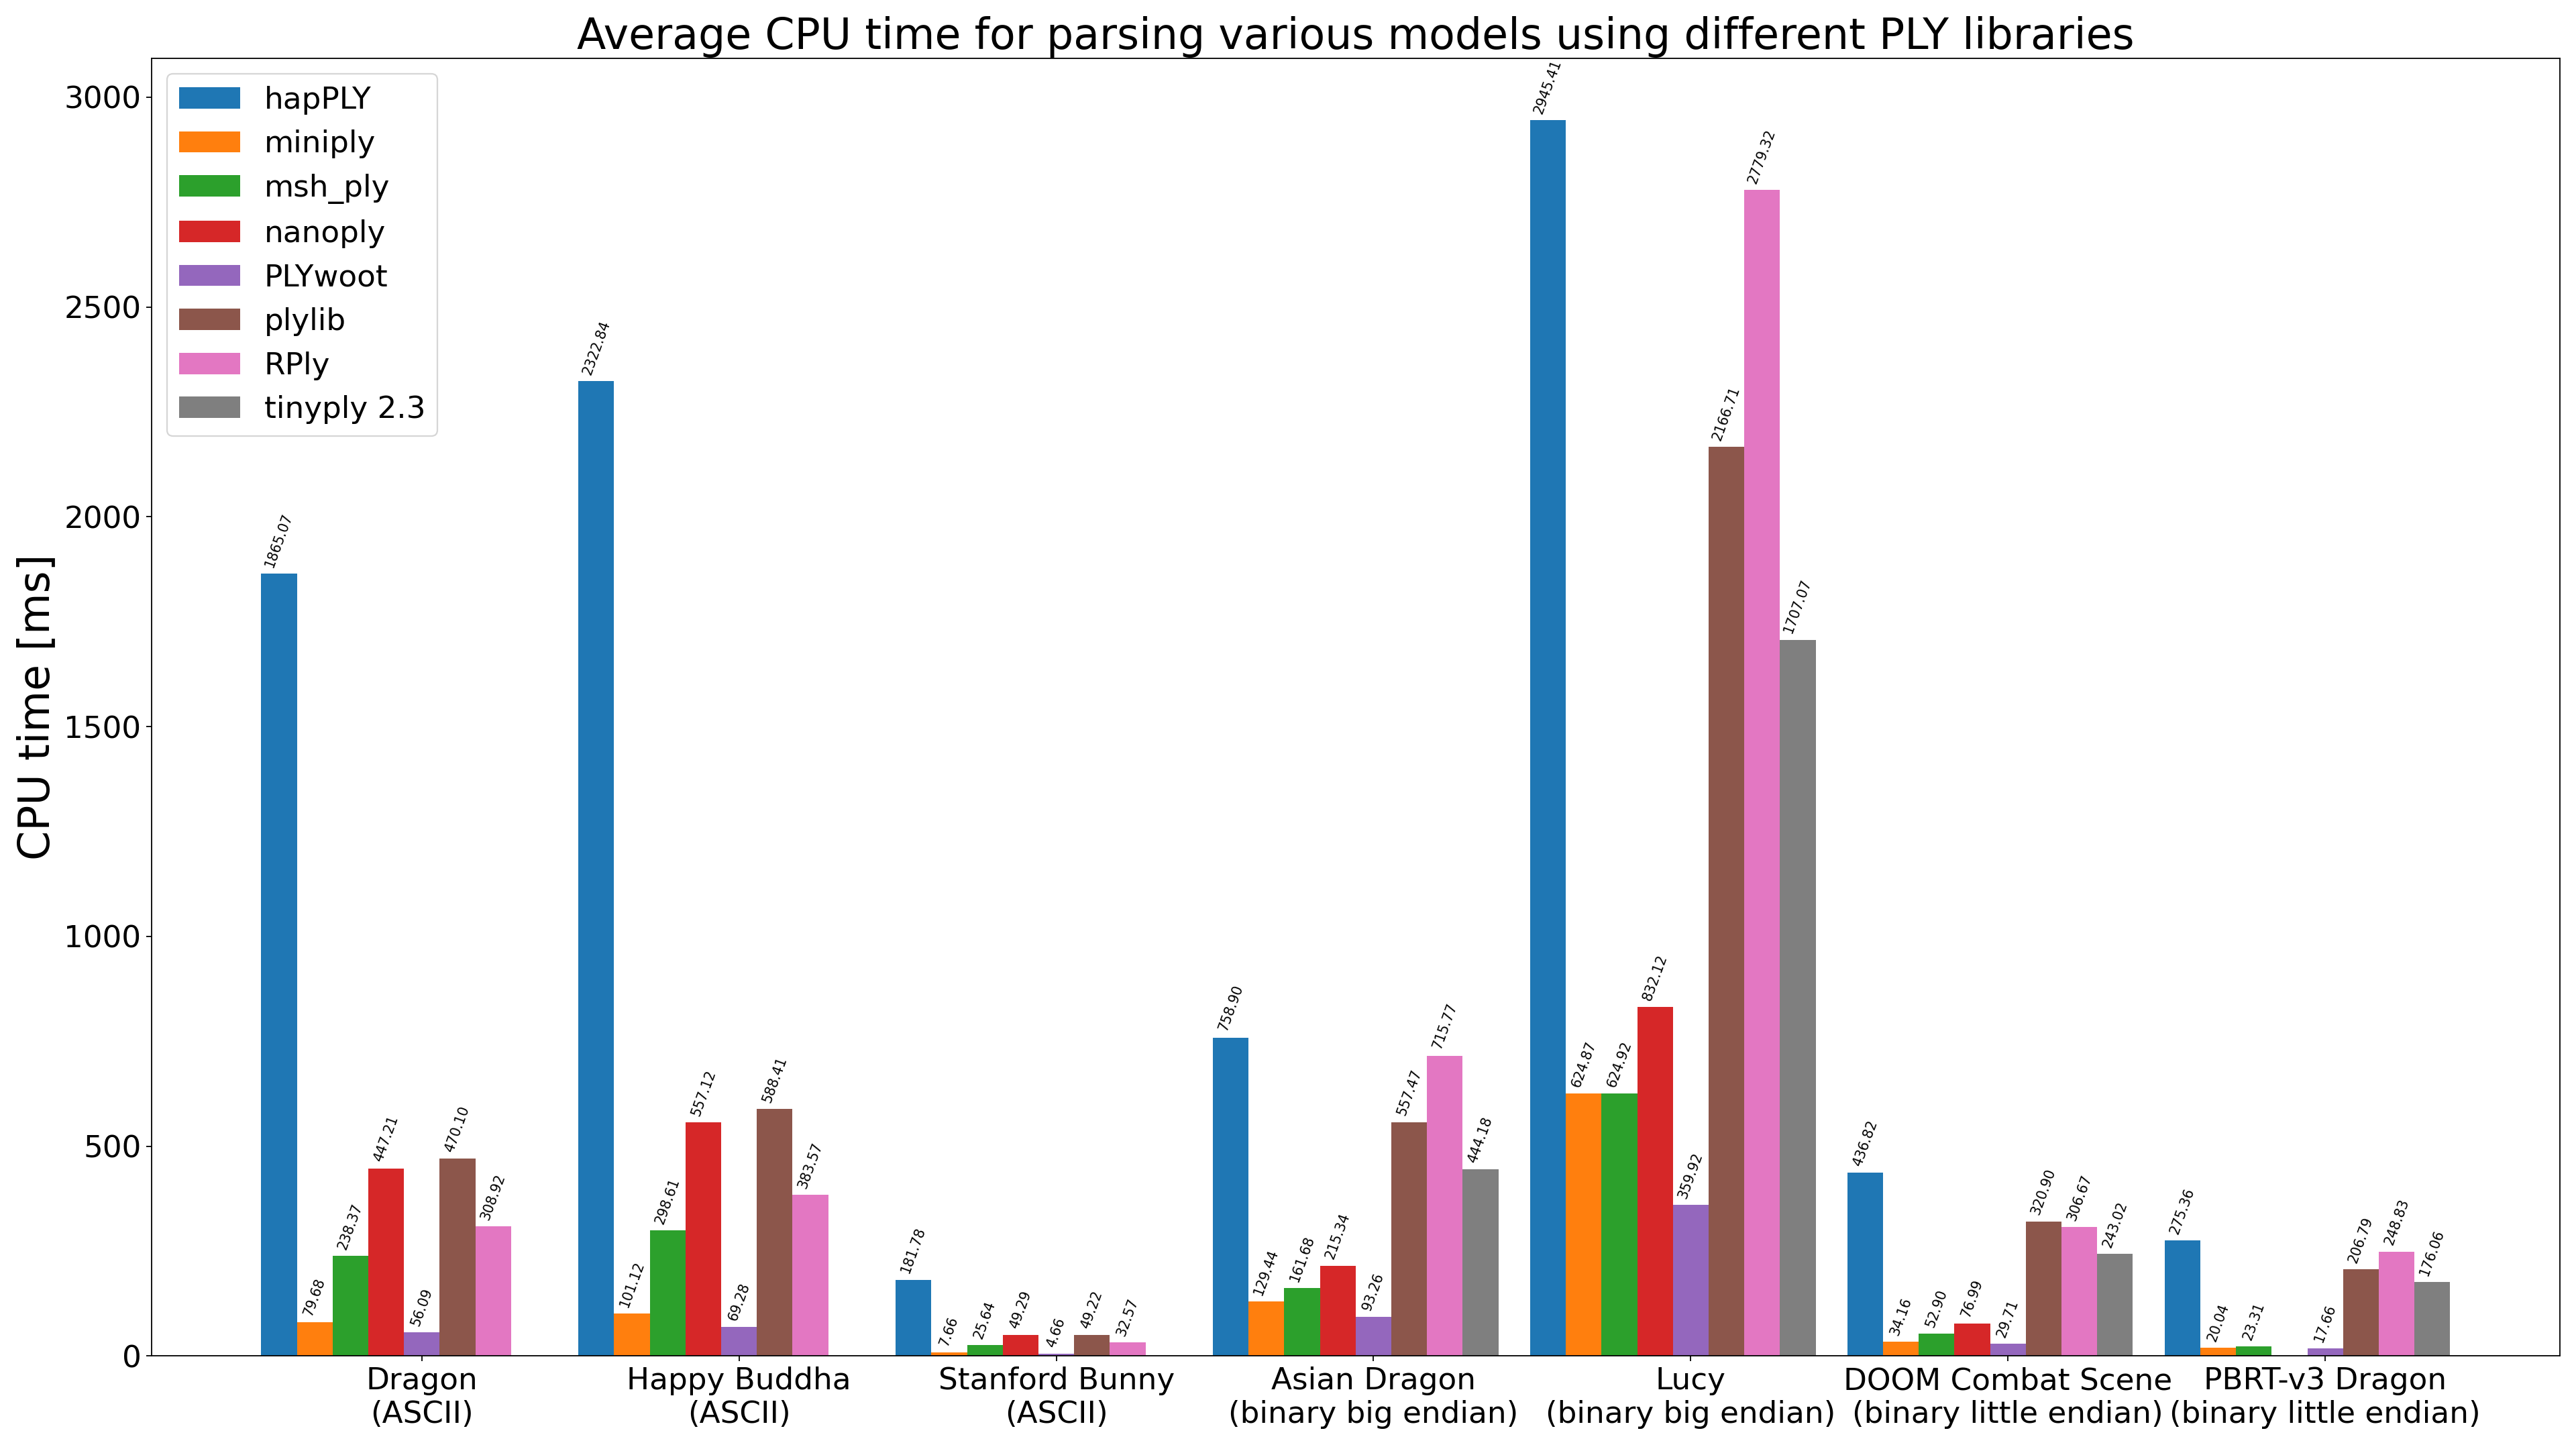 Average CPU time for parsing various models using different PLY libraries
CPU time [ms]
3000
2500
2000
1500
1000
500
0
hapPLY
miniply
msh_ply
nanoply
PLYwoot
plylib
RPly
tinyply 2.3
1865.07
79.68
238.37
447.21
56.09
470.10
308.92
2322.84
101.12
298.61
557.12
69.28
588.41
383.57
181.78
7.66
25.64
49.29
4.66
49.22
32.57
758.90
129.44
161.68
215.34
93.26
557.47
715.77
444.18
2945.41
624.87
624.92
832.12
359.92
2166.71
2779.32
1707.07
436.82
34.16
52.90
76.99
29.71
320.90
306.67
243.02
275.36
20.04
23.31
17.66
206.79
248.83
176.06
Dragon
(ASCII)
Happy Buddha
(ASCII)
Stanford Bunny
(ASCII)
Asian Dragon
(binary big endian)
Lucy
(binary big endian)
DOOM Combat Scene
(binary little endian)
PBRT-v3 Dragon
(binary little endian)